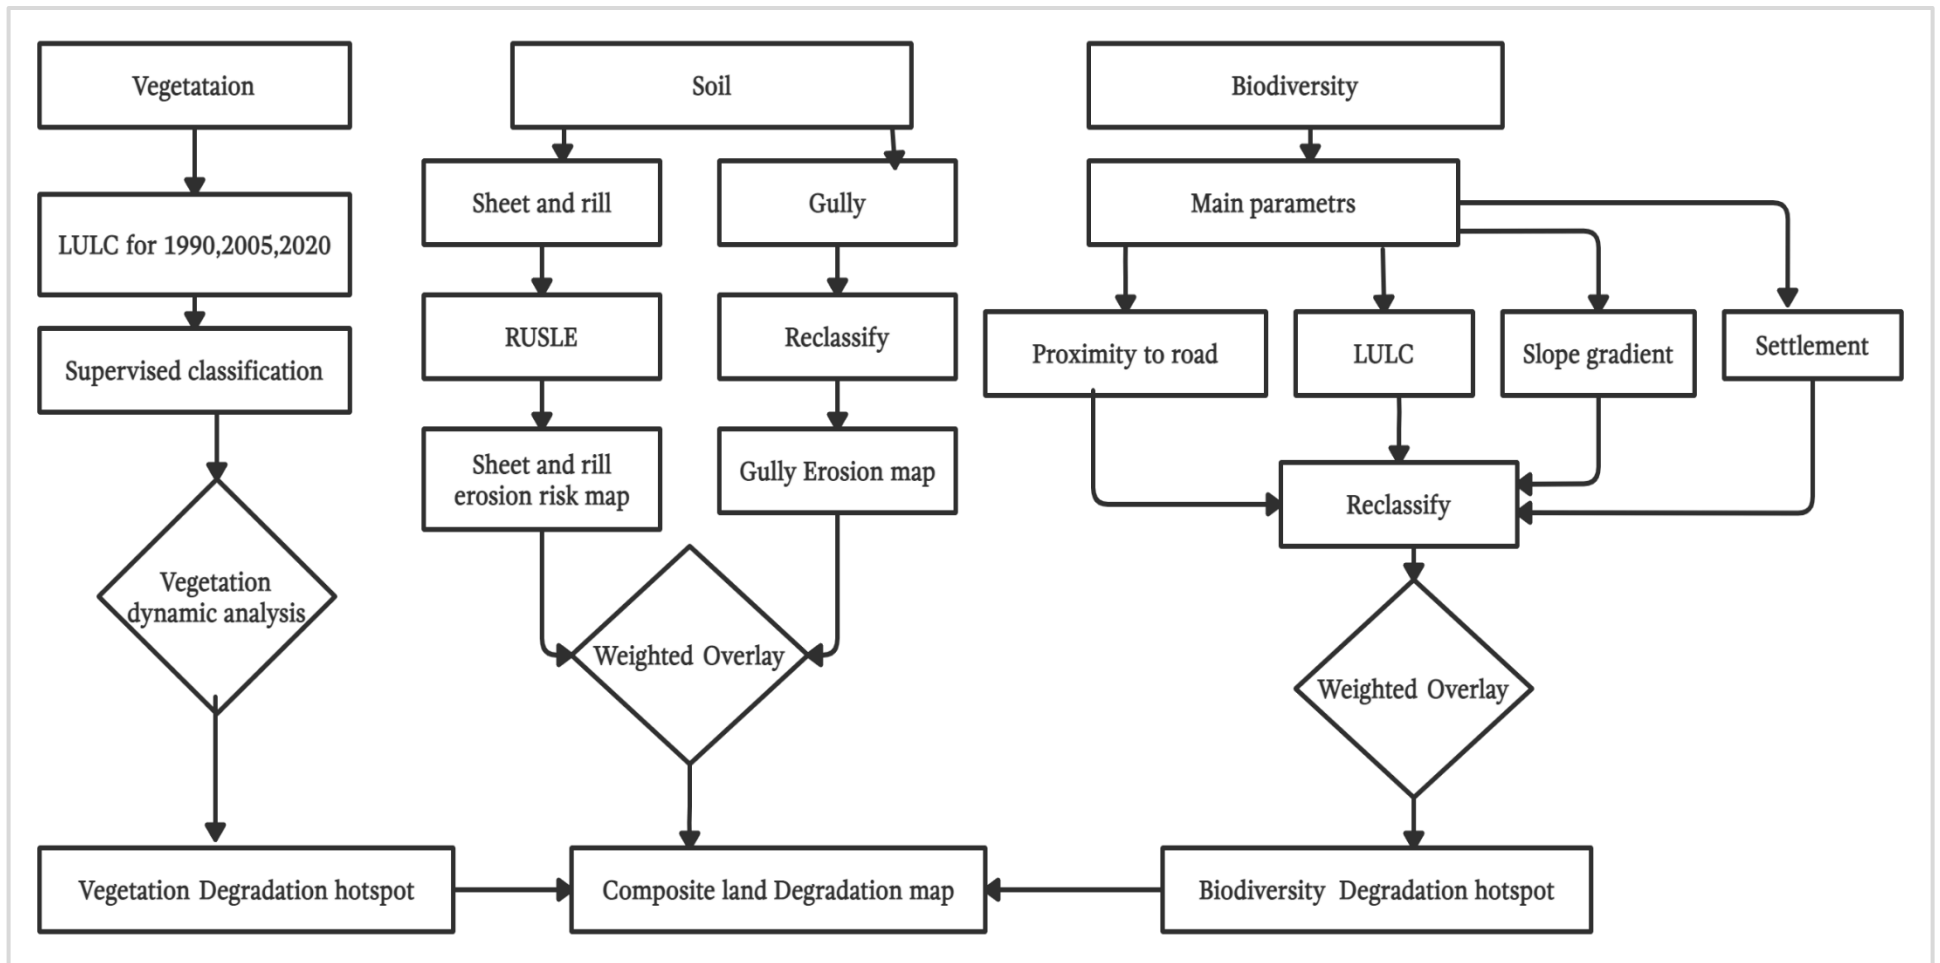 Vegetataion
Soil
Biodiversity
Sheet and rill
Gully
Main parametrs
LULC for 1990,2005,2020
RUSLE
Reclassify
Proximity to road
LULC
Slope gradient
Settlement
Supervised classification
Sheet and rill
erosion risk map
Gully Erosion map
Reclassify
Vegetation
dynamic analysis
Weighted Overlay
Weighted Overlay
Vegetation Degradation hotspot
Composite land Degradation map
Biodiversity Degradation hotspot